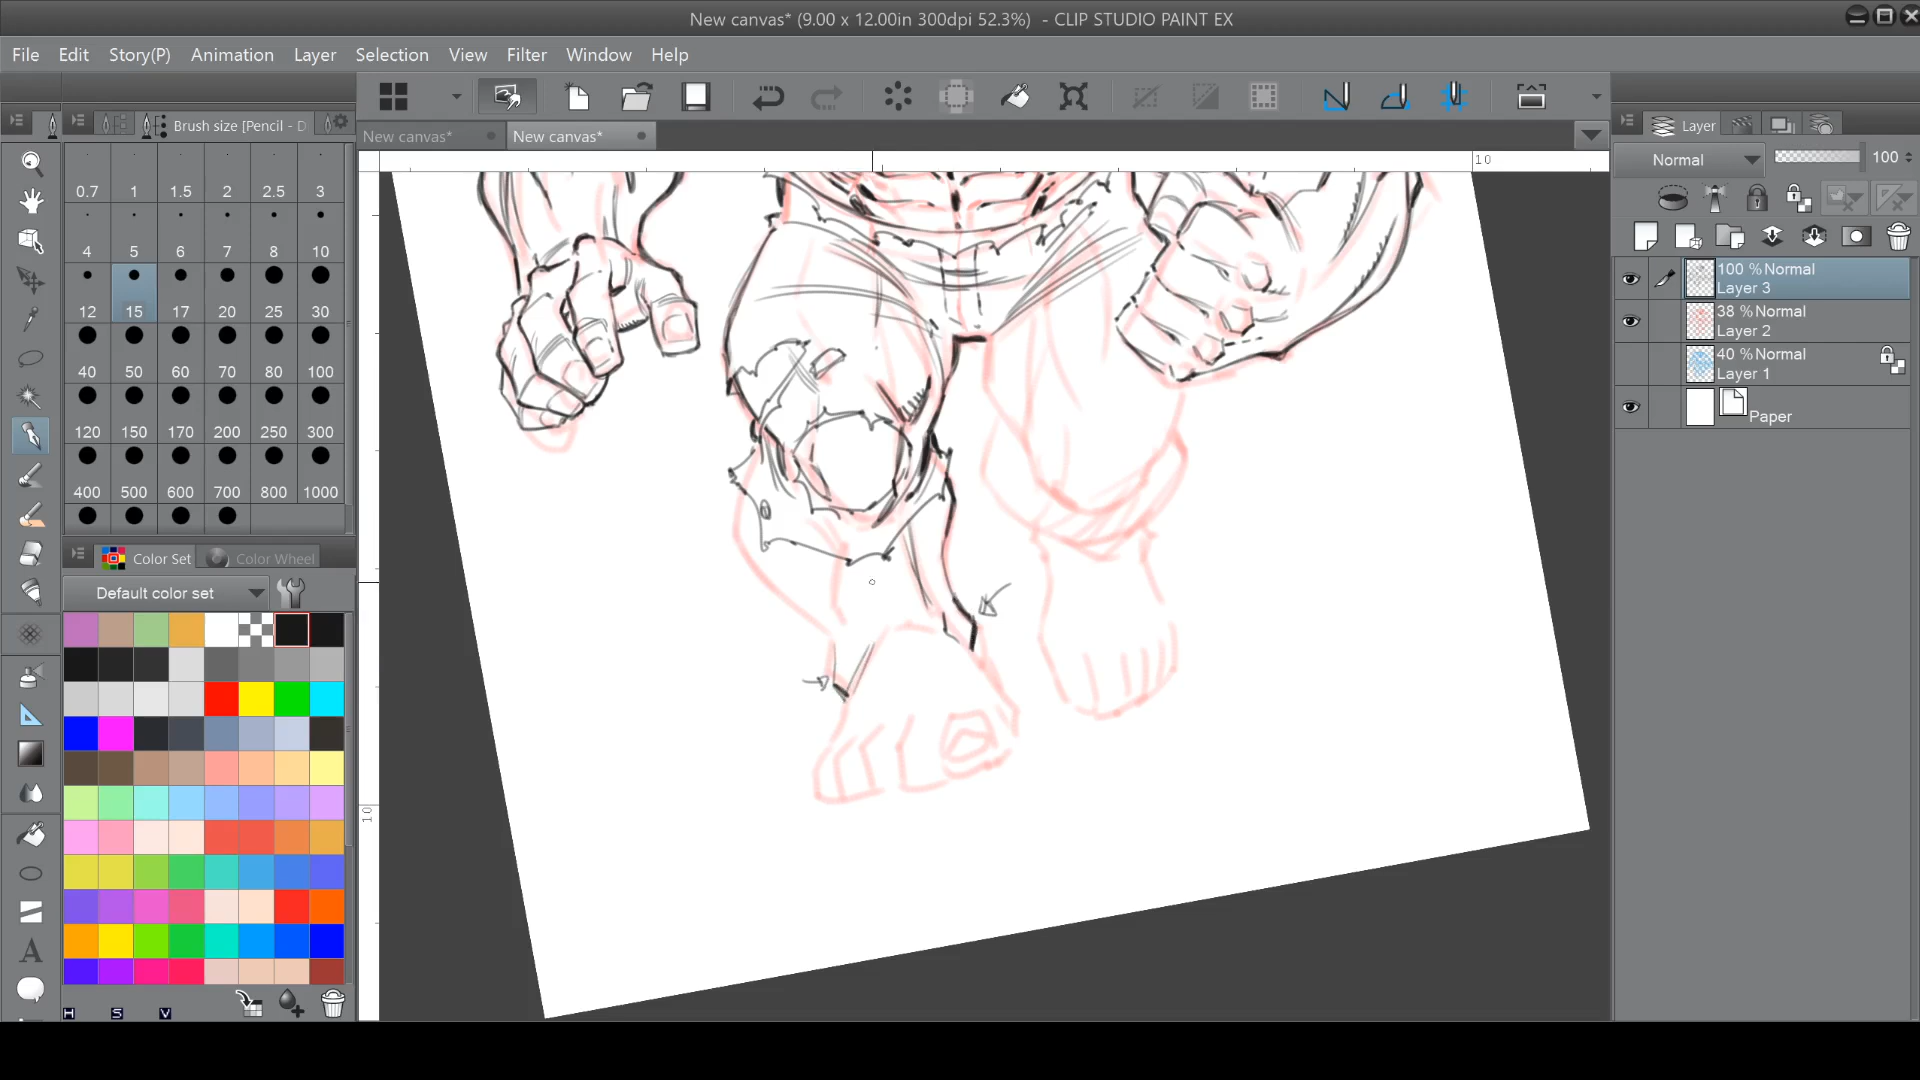 New canvas* (9.00 x 12.00in 300dpi 52.3%) - CLIP STUDIO PAINT EX
File Edit Story(P) Animation Layer Selection View Filter Window Help
Brush size [Pencil - D
New canvas* New canvas*
Layer
10
Normal 100
0.7 1 1.5 2 2.5 3
4 5 6 7 8 10
12 15 17 20 25 30
40 50 60 70 80 100
120 150 170 200 250 300
400 500 600 700 800 1000
100 %Normal
Layer 3
38 %Normal
Layer 2
40 %Normal
Layer 1
Paper
Color Set Color Wheel
Default color set
10
H S V